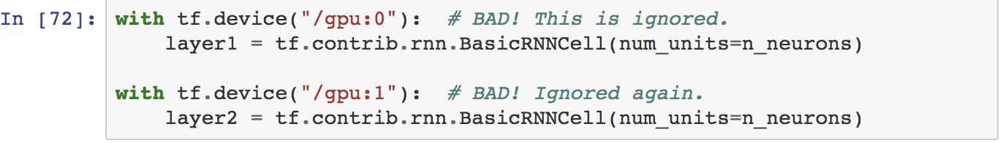 In [72]: with tf.device("/gpu:0"):  # BAD! This is ignored.
    layer1 = tf.contrib.rnn.BasicRNNCell(num_units=n_neurons)
with tf.device("/gpu:1"):  # BAD! Ignored again.
    layer2 = tf.contrib.rnn.BasicRNNCell(num_units=n_neurons)